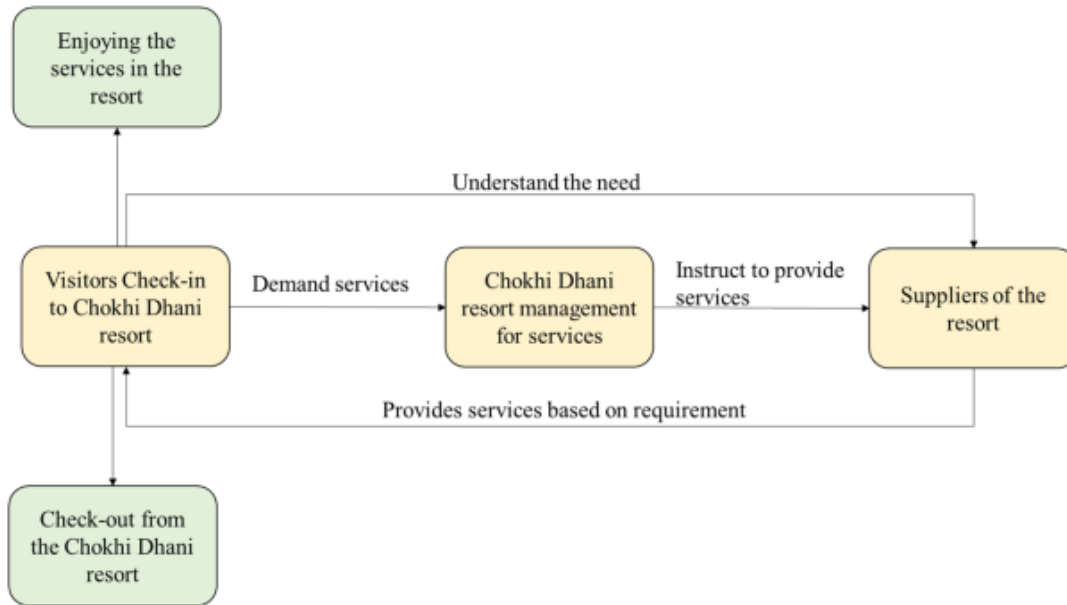 Enjoying the
services in the
resort
Understand the need
Visitors Check-in
to Chokhi Dhani
resort
Demand services
Chokhi Dhani
resort management
for services
Instruct to provide
services
Suppliers of the
resort
Provides services based on requirement
Check-out from
the Chokhi Dhani
resort